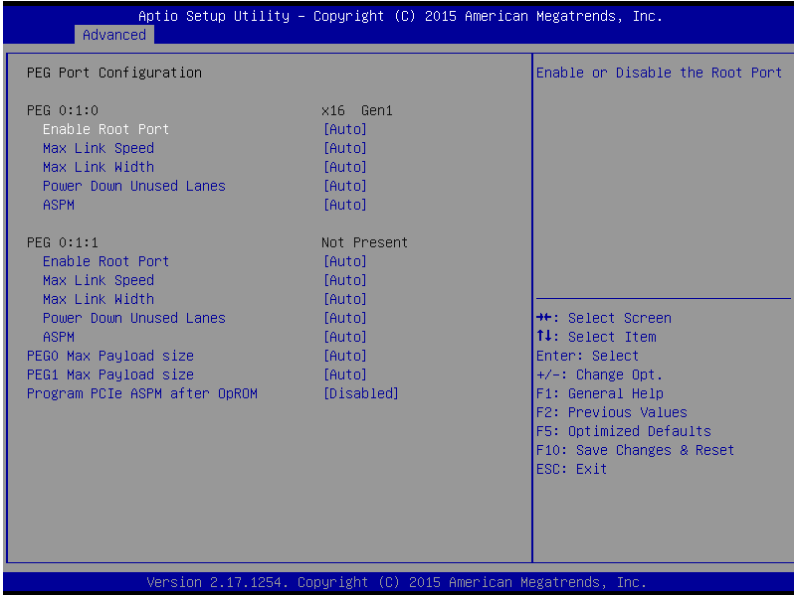 Aptio Setup Utility – Copyright (C) 2015 American Megatrends, Inc.
Advanced
PEG Port Configuration
PEG 0:1:0 x16 Gen1
Enable Root Port [Auto]
Max Link Speed [Auto]
Max Link Width [Auto]
Power Down Unused Lanes [Auto]
ASPM [Auto]
PEG 0:1:1 Not Present
Enable Root Port [Auto]
Max Link Speed [Auto]
Max Link Width [Auto]
Power Down Unused Lanes [Auto]
ASPM [Auto]
PEG0 Max Payload size [Auto]
PEG1 Max Payload size [Auto]
Program PCIe ASPM after OpROM [Disabled]
Enable or Disable the Root Port
→←: Select Screen
↑↓: Select Item
Enter: Select
+/-: Change Opt.
F1: General Help
F2: Previous Values
F5: Optimized Defaults
F10: Save Changes & Reset
ESC: Exit
Version 2.17.1254. Copyright (C) 2015 American Megatrends, Inc.